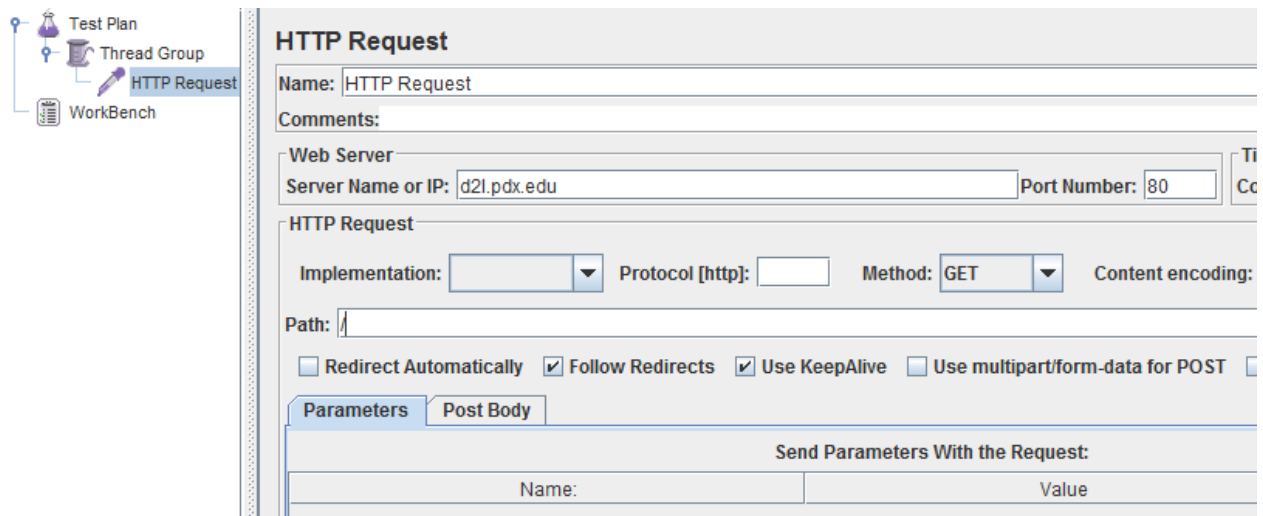 Test Plan
Thread Group
HTTP Request
WorkBench
HTTP Request
Name: HTTP Request
Comments:
Web Server
Ti
Server Name or IP: d2l.pdx.edu Port Number: 80 Co
HTTP Request
Implementation: Protocol [http]: Method: GET Content encoding:
Path: /
Redirect Automatically Follow Redirects Use KeepAlive Use multipart/form-data for POST
Parameters Post Body
Send Parameters With the Request:
Name: Value